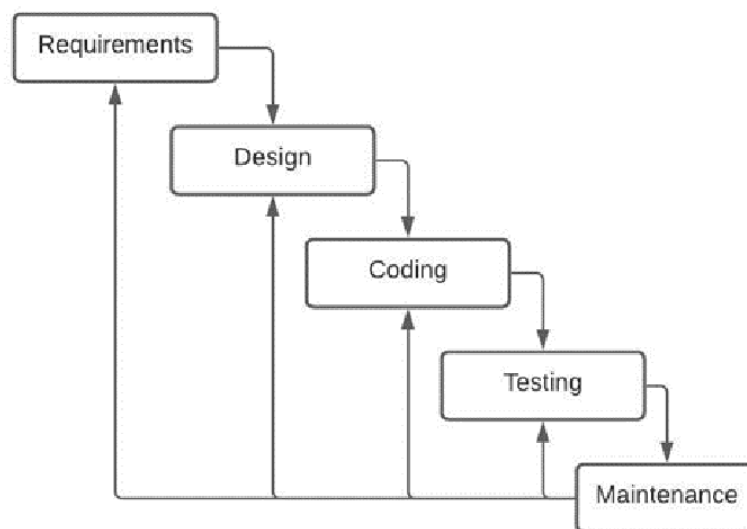 Requirements
Design
Coding
Testing
Maintenance